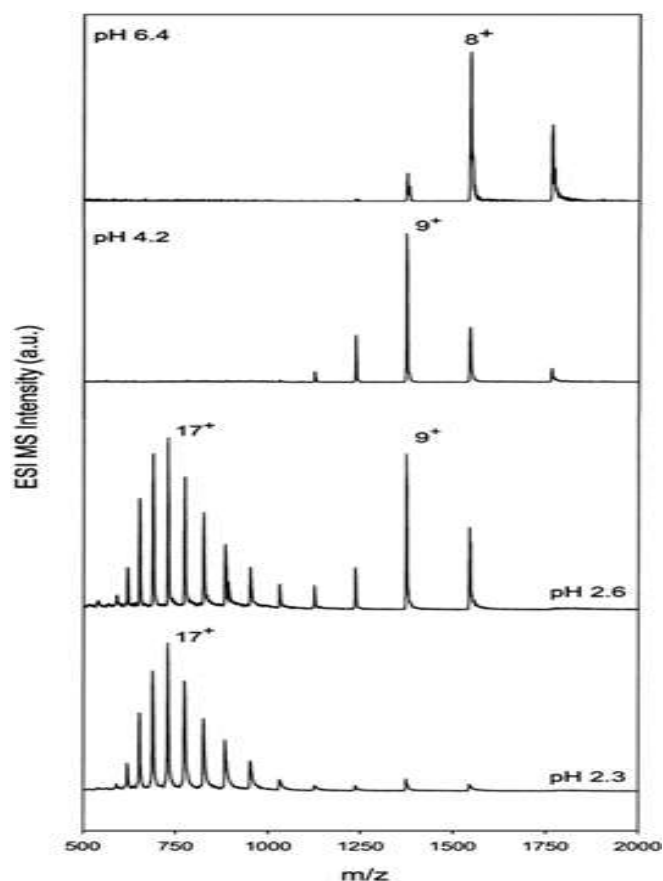 pH 6.4
8+
pH 4.2
9+
17+
9+
pH 2.6
17+
pH 2.3
ESI MS Intensity (a.u.)
500 750 1000 1250 1500 1750 2000
m/z